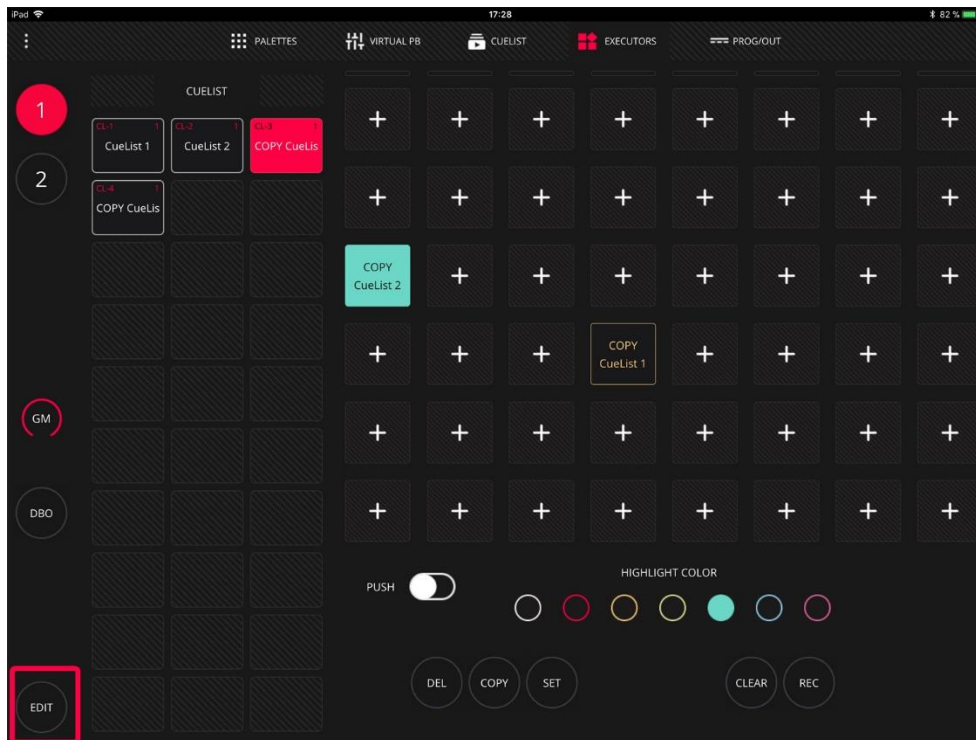 iPad 17:28 82 %
PALETTES VIRTUAL PB CUELIST EXECUTORS PROG/OUT
1
2
GM
DBO
EDIT
CUELIST
CL-1 1
CueList 1
CL-2 1
CueList 2
CL-3 1
COPY CueLis
CL-4 1
COPY CueLis
COPY
CueList 2
COPY
CueList 1
PUSH
HIGHLIGHT COLOR
DEL COPY SET CLEAR REC